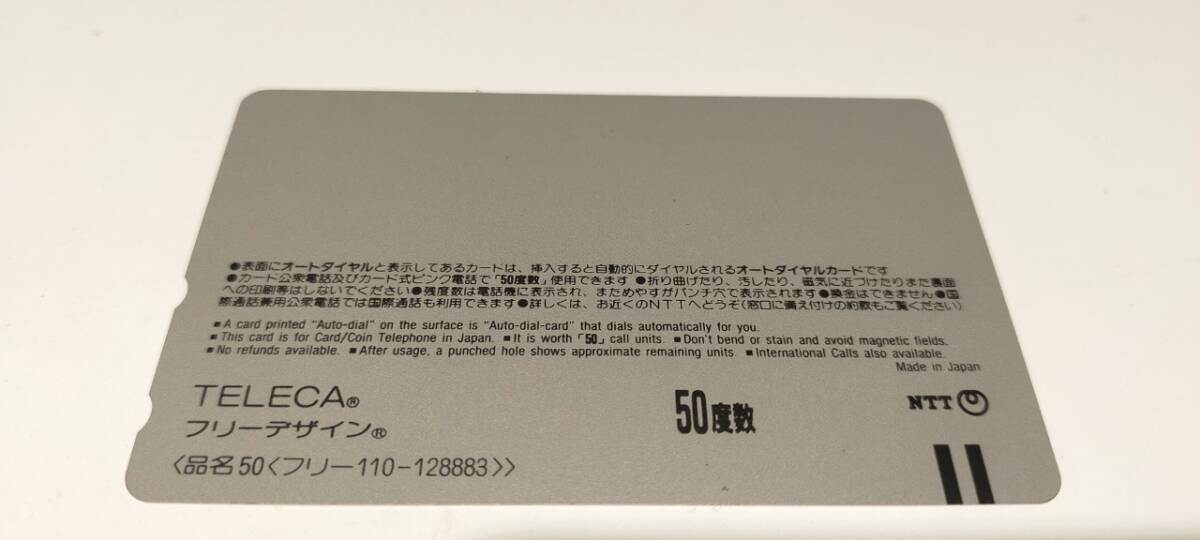 ●表面にオートダイヤルと表示してあるカードは、挿入すると自動的にダイヤルされるオートダイヤルカードです
●カード公衆電話及びカード式ピンク電話で「50度数」使用できます ●折り曲げたり、汚したり、磁気に近づけたりまた裏面
への印刷等はしないでください ●残度数は電話機に表示され、まためやすがパンチ穴で表示されます ●換金はできません ●国
際通話兼用公衆電話では国際通話も利用できます ●詳しくは、お近くのNTTへどうぞ(窓口に備え付けの約款もご覧ください)
■A card printed "Auto-dial" on the surface is "Auto-dial-card" that dials automatically for you.
■This card is for Card/Coin Telephone in Japan. ■It is worth「50」call units. ■Don't bend or stain and avoid magnetic fields.
■No refunds available. ■After usage, a punched hole shows approximate remaining units. ■International Calls also available.
Made in Japan
TELECA®
フリーデザイン®
50度数
NTT
〈品名50〈フリー110-128883〉〉